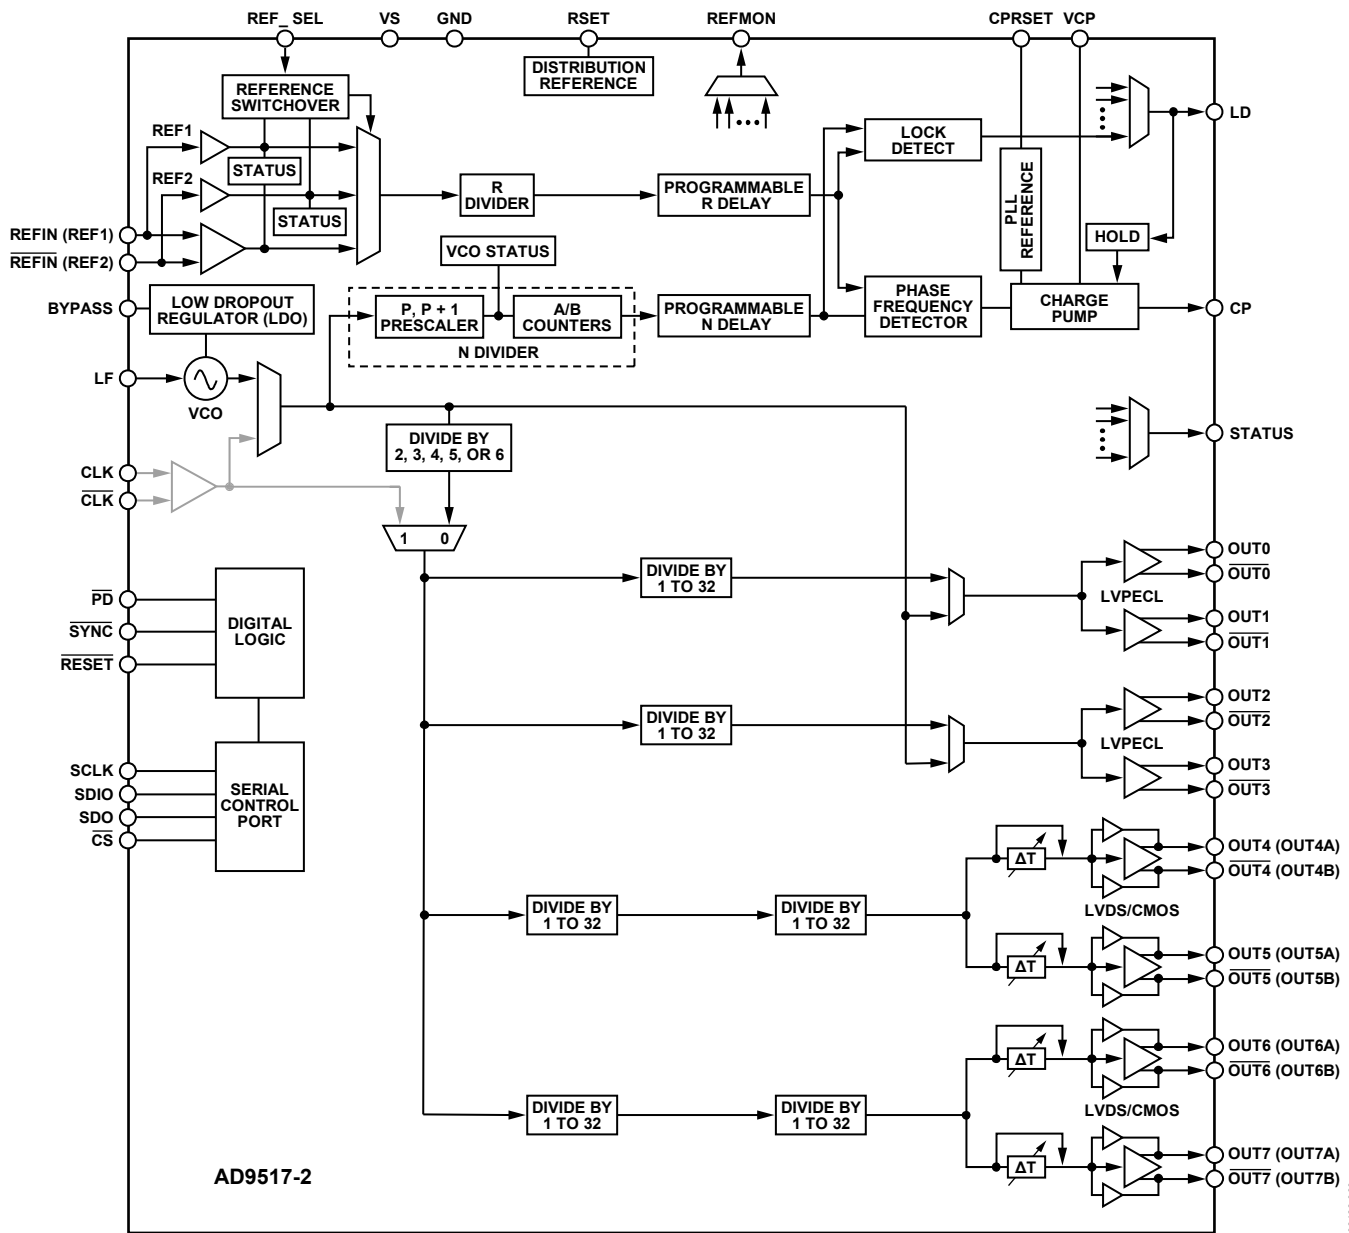 REF_ SEL VS GND RSET REFMON CPRSET VCP
DISTRIBUTION
REFERENCE
REFERENCE
SWITCHOVER
REF1
STATUS
REF2
STATUS
R
DIVIDER
PROGRAMMABLE
R DELAY
LOCK
DETECT
LD
PLL
REFERENCE
HOLD
REFIN (REF1)
REFIN (REF2)
VCO STATUS
BYPASS
LOW DROPOUT
REGULATOR (LDO)
P, P + 1
PRESCALER
A/B
COUNTERS
N DIVIDER
PROGRAMMABLE
N DELAY
PHASE
FREQUENCY
DETECTOR
CHARGE
PUMP
CP
LF
VCO
STATUS
DIVIDE BY
2, 3, 4, 5, OR 6
CLK
CLK
1 0
DIVIDE BY
1 TO 32
OUT0
OUT0
LVPECL
OUT1
OUT1
PD
SYNC
RESET
DIGITAL
LOGIC
DIVIDE BY
1 TO 32
OUT2
OUT2
LVPECL
OUT3
OUT3
SCLK
SDIO
SDO
CS
SERIAL
CONTROL
PORT
ΔT
OUT4 (OUT4A)
OUT4 (OUT4B)
DIVIDE BY
1 TO 32
DIVIDE BY
1 TO 32
LVDS/CMOS
ΔT
OUT5 (OUT5A)
OUT5 (OUT5B)
ΔT
OUT6 (OUT6A)
OUT6 (OUT6B)
DIVIDE BY
1 TO 32
DIVIDE BY
1 TO 32
LVDS/CMOS
ΔT
OUT7 (OUT7A)
OUT7 (OUT7B)
AD9517-2